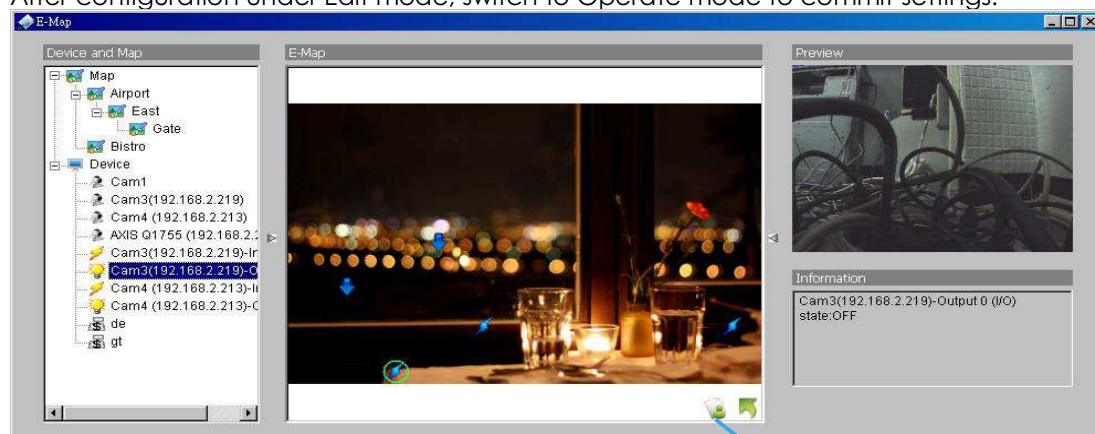 After configuration under Edit mode, switch to Operate mode to commit settings.
E-Map
Device and Map
Map
Airport
East
Gate
Bistro
Device
Cam1
Cam3(192.168.2.219)
Cam4 (192.168.2.213)
AXIS Q1755 (192.168.2.2
Cam3(192.168.2.219)-In
Cam3(192.168.2.219)-O
Cam4 (192.168.2.213)-I
Cam4 (192.168.2.213)-O
de
gt
E-Map
Preview
Information
Cam3(192.168.2.219)-Output 0 (I/O)
state:OFF